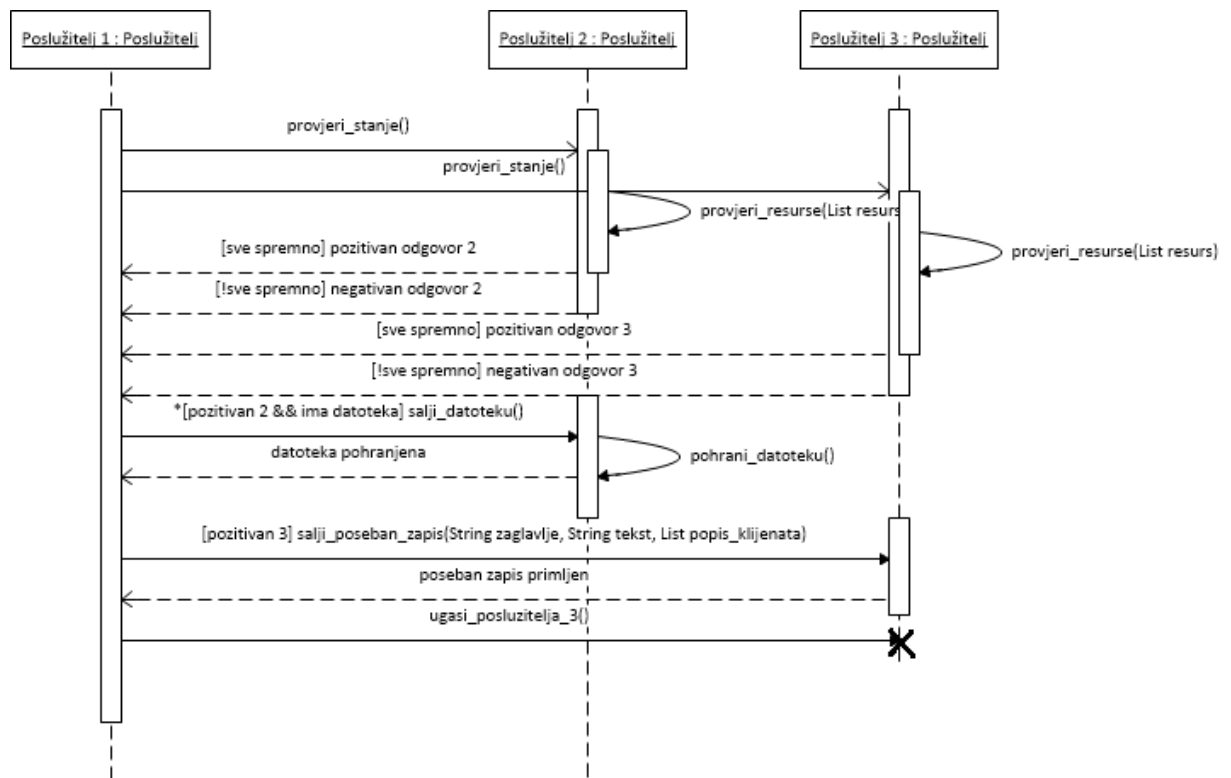 Poslužitelj 1 : Poslužitelj
Poslužitelj 2 : Poslužitelj
Poslužitelj 3 : Poslužitelj
provjeri_stanje()
provjeri_stanje()
provjeri_resurse(List resurs
[sve spremno] pozitivan odgovor 2
provjeri_resurse(List resurs)
[!sve spremno] negativan odgovor 2
[sve spremno] pozitivan odgovor 3
[!sve spremno] negativan odgovor 3
*[pozitivan 2 && ima datoteka] salji_datoteku()
datoteka pohranjena
pohrani_datoteku()
[pozitivan 3] salji_poseban_zapis(String zaglavlje, String tekst, List popis_klijenata)
poseban zapis primljen
ugasi_posluzitelja_3()